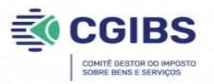 CGIBS
COMITÊ GESTOR DO IMPOSTO
SOBRE BENS E SERVIÇOS